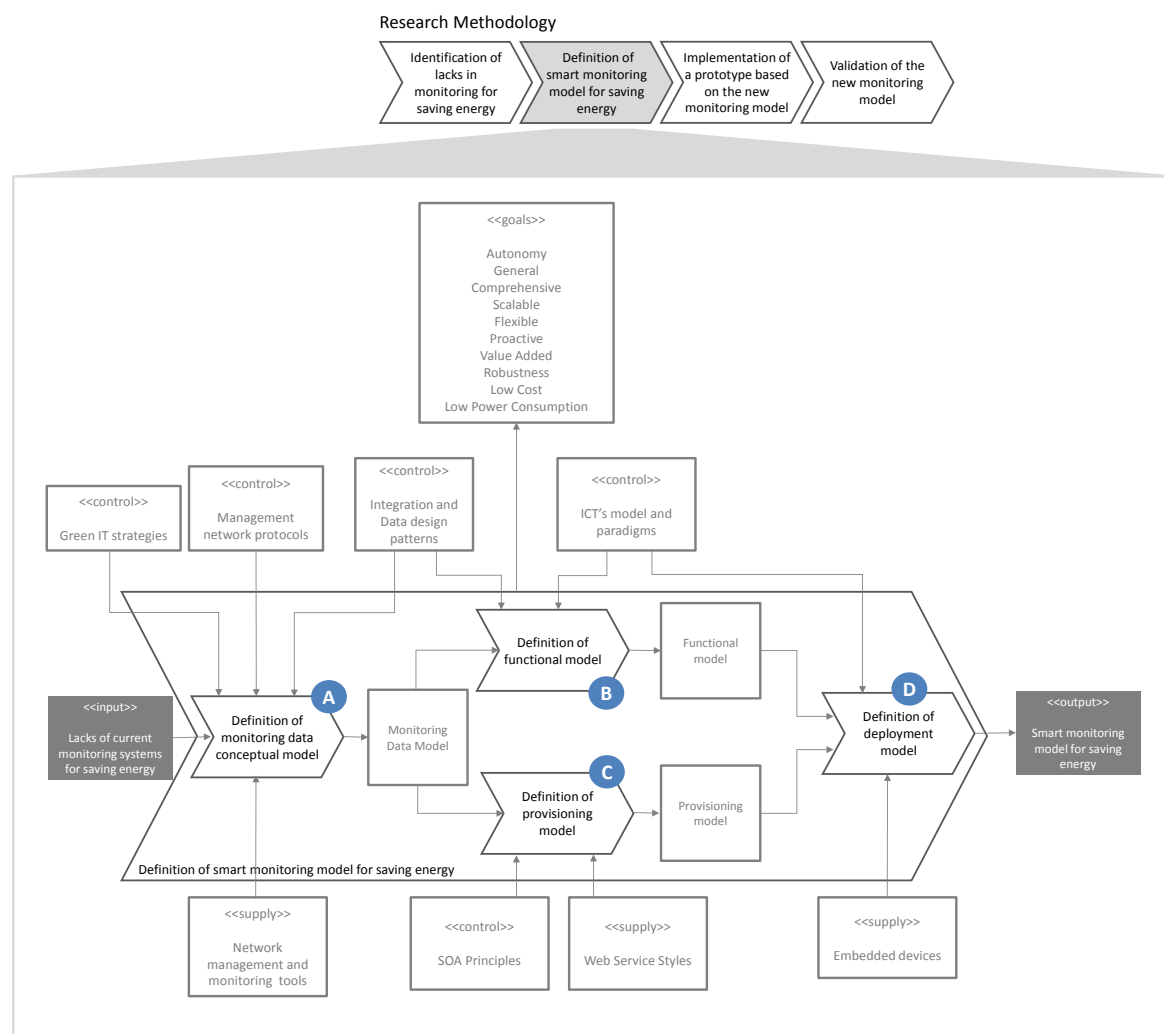 Research Methodology
Identification of
lacks in
monitoring for
saving energy
Definition of
smart monitoring
model for saving
energy
Implementation of
a prototype based
on the new
monitoring model
Validation of the
new monitoring
model
<<goals>>
Autonomy
General
Comprehensive
Scalable
Flexible
Proactive
Value Added
Robustness
Low Cost
Low Power Consumption
<<control>>
Green IT strategies
<<control>>
Management
network protocols
<<control>>
Integration and
Data design
patterns
<<control>>
ICT's model and
paradigms
<<input>>
Lacks of current
monitoring systems
for saving energy
A
Definition of
monitoring data
conceptual model
Monitoring
Data Model
Definition of
functional model
B
Functional
model
C
Definition of
provisioning
model
Provisioning
model
D
Definition of
deployment
model
<<output>>
Smart monitoring
model for saving
energy
Definition of smart monitoring model for saving energy
<<supply>>
Network
management and
monitoring tools
<<control>>
SOA Principles
<<supply>>
Web Service Styles
<<supply>>
Embedded devices